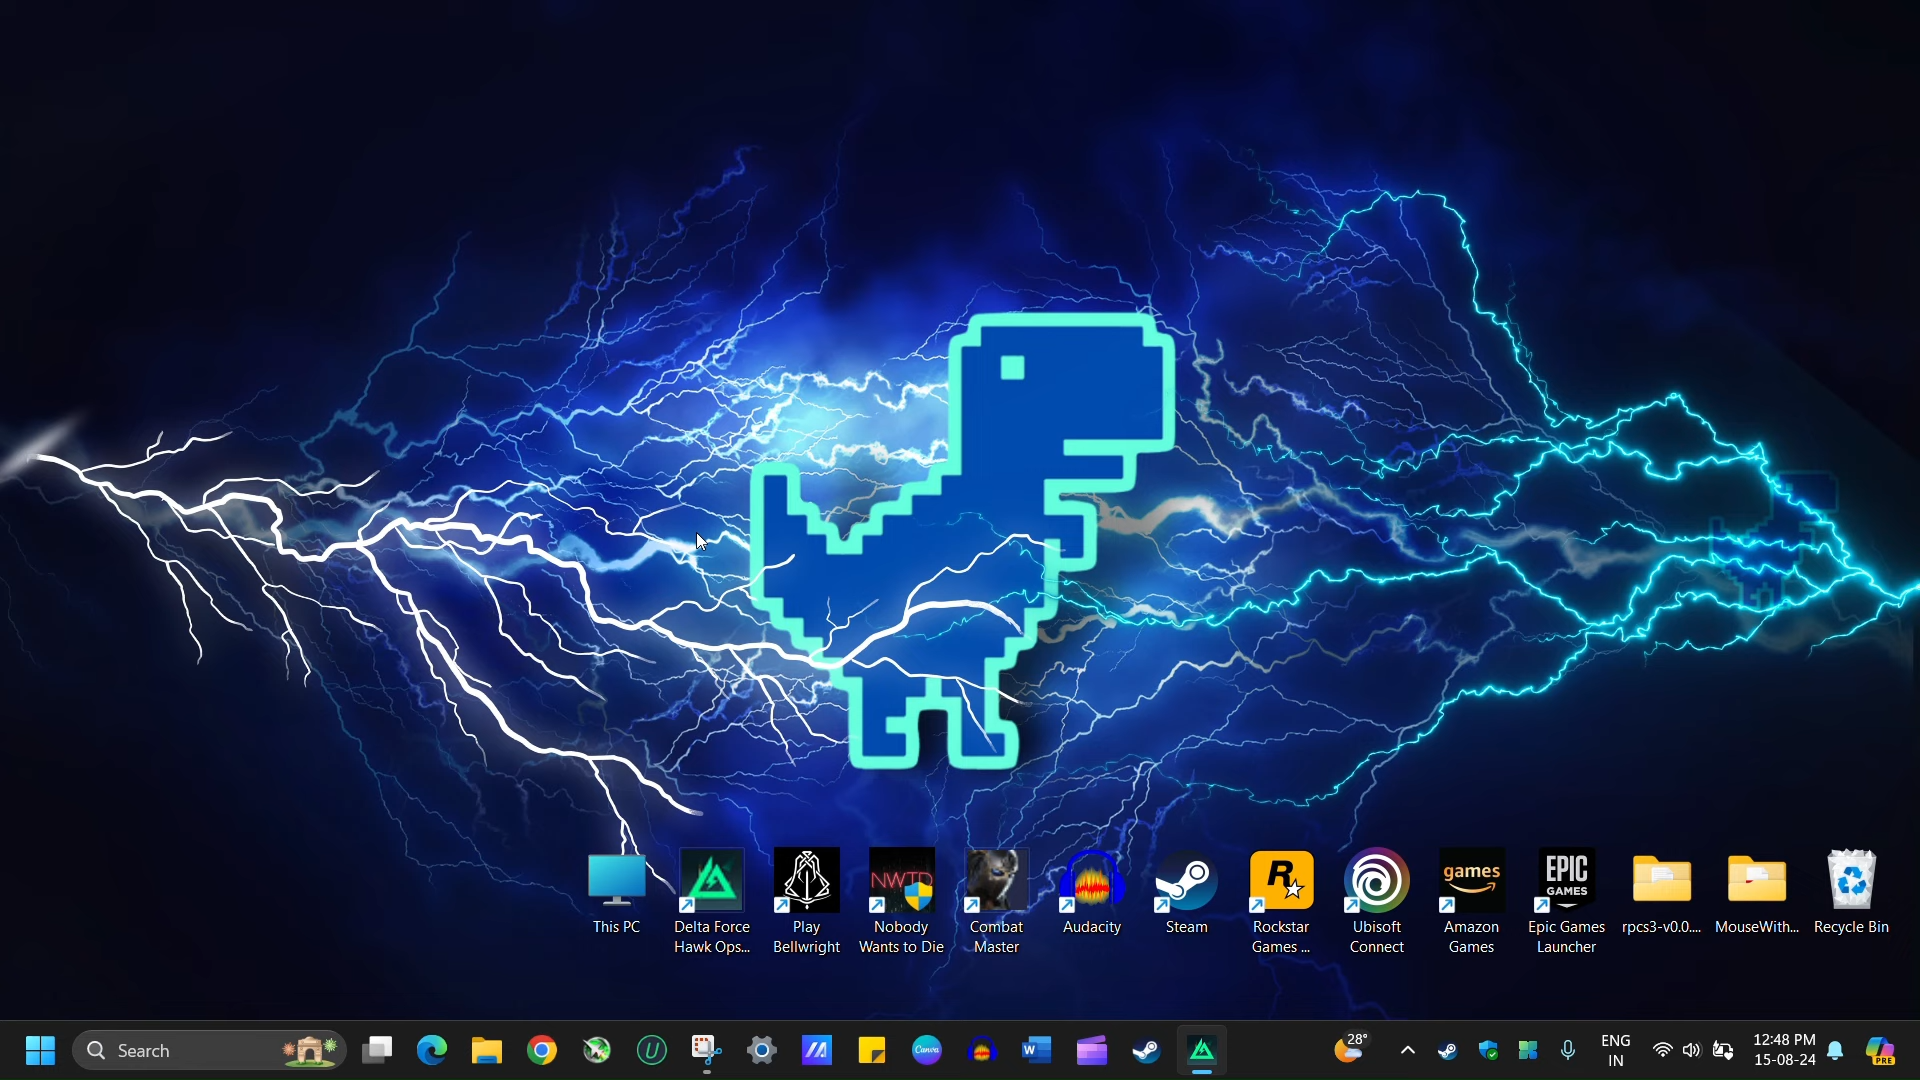 NWTD
R
games
EPIC
GAMES
This PC
Delta Force
Hawk Ops...
Play
Bellwright
Nobody
Wants to Die
Combat
Master
Audacity
Steam
Rockstar
Games ...
Ubisoft
Connect
Amazon
Games
Epic Games
Launcher
rpcs3-v0.0....
MouseWith...
Recycle Bin
Search
U
Canva
W
28°
ENG
IN
12:48 PM
15-08-24
PRE